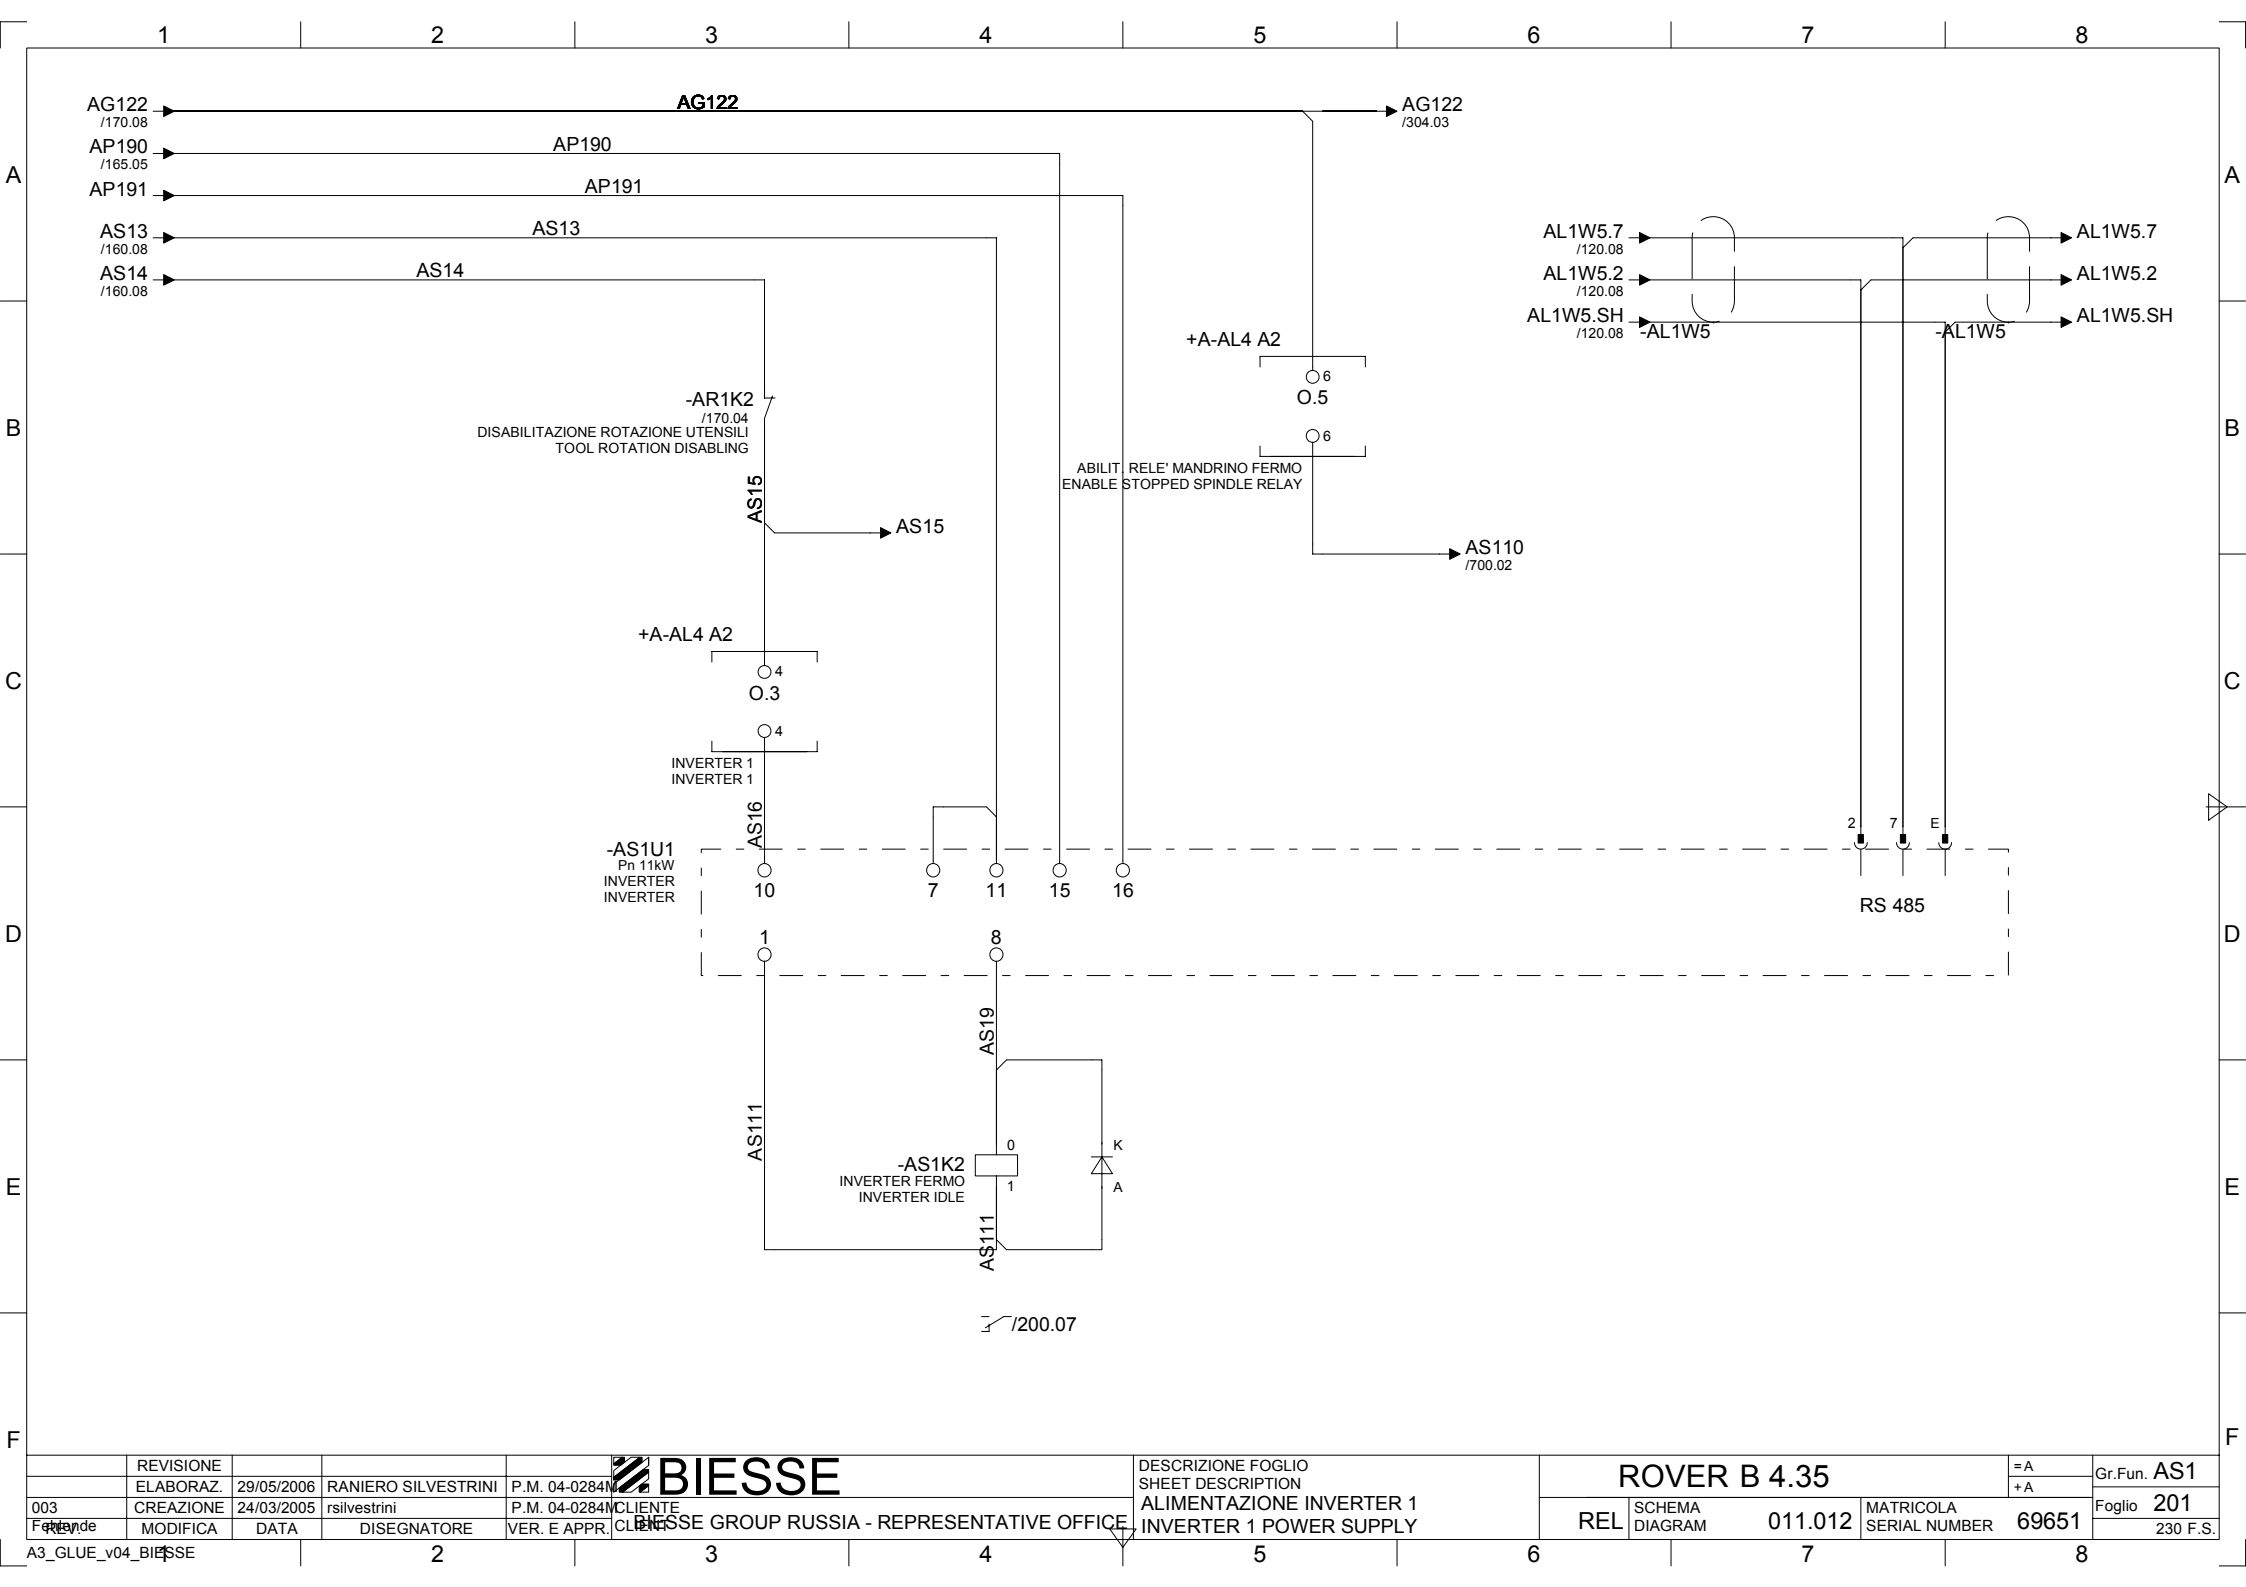 1 2 3 4 5 6 7 8
AG122
/170.08
AG122
AG122
/304.03
AP190
/165.05
AP190
A
A
AP191
AP191
AS13
/160.08
AS13
AS14
/160.08
AS14
AL1W5.7
/120.08
AL1W5.7
AL1W5.2
/120.08
AL1W5.2
AL1W5.SH
/120.08
-AL1W5
-AL1W5
AL1W5.SH
+A-AL4 A2
6
O.5
6
ABILIT. RELE' MANDRINO FERMO
ENABLE STOPPED SPINDLE RELAY
-AR1K2
/170.04
DISABILITAZIONE ROTAZIONE UTENSILI
TOOL ROTATION DISABLING
B
B
AS15
AS15
AS110
/700.02
+A-AL4 A2
4
O.3
4
INVERTER 1
INVERTER 1
C
C
AS16
-AS1U1
Pn 11kW
INVERTER
INVERTER
10
7
11
15
16
2
7
E
RS 485
1
8
D
D
AS19
AS111
-AS1K2
INVERTER FERMO
INVERTER IDLE
0
1
K
A
AS111
E
E
/200.07
F
F
REVISIONE
ELABORAZ. 29/05/2006 RANIERO SILVESTRINI P.M. 04-0284M
003 CREAZIONE 24/03/2005 rsilvestrini P.M. 04-0284M
Fehlende
REV. MODIFICA DATA DISEGNATORE VER. E APPR.
BIESSE
CLIENTE
CLIENT
BIESSE GROUP RUSSIA - REPRESENTATIVE OFFICE
DESCRIZIONE FOGLIO
SHEET DESCRIPTION
ALIMENTAZIONE INVERTER 1
INVERTER 1 POWER SUPPLY
ROVER B 4.35
REL
SCHEMA
DIAGRAM
011.012
MATRICOLA
SERIAL NUMBER
69651
=A
+A
Gr.Fun. AS1
Foglio 201
230 F.S.
A3_GLUE_v04_BIESSE
1 2 3 4 5 6 7 8